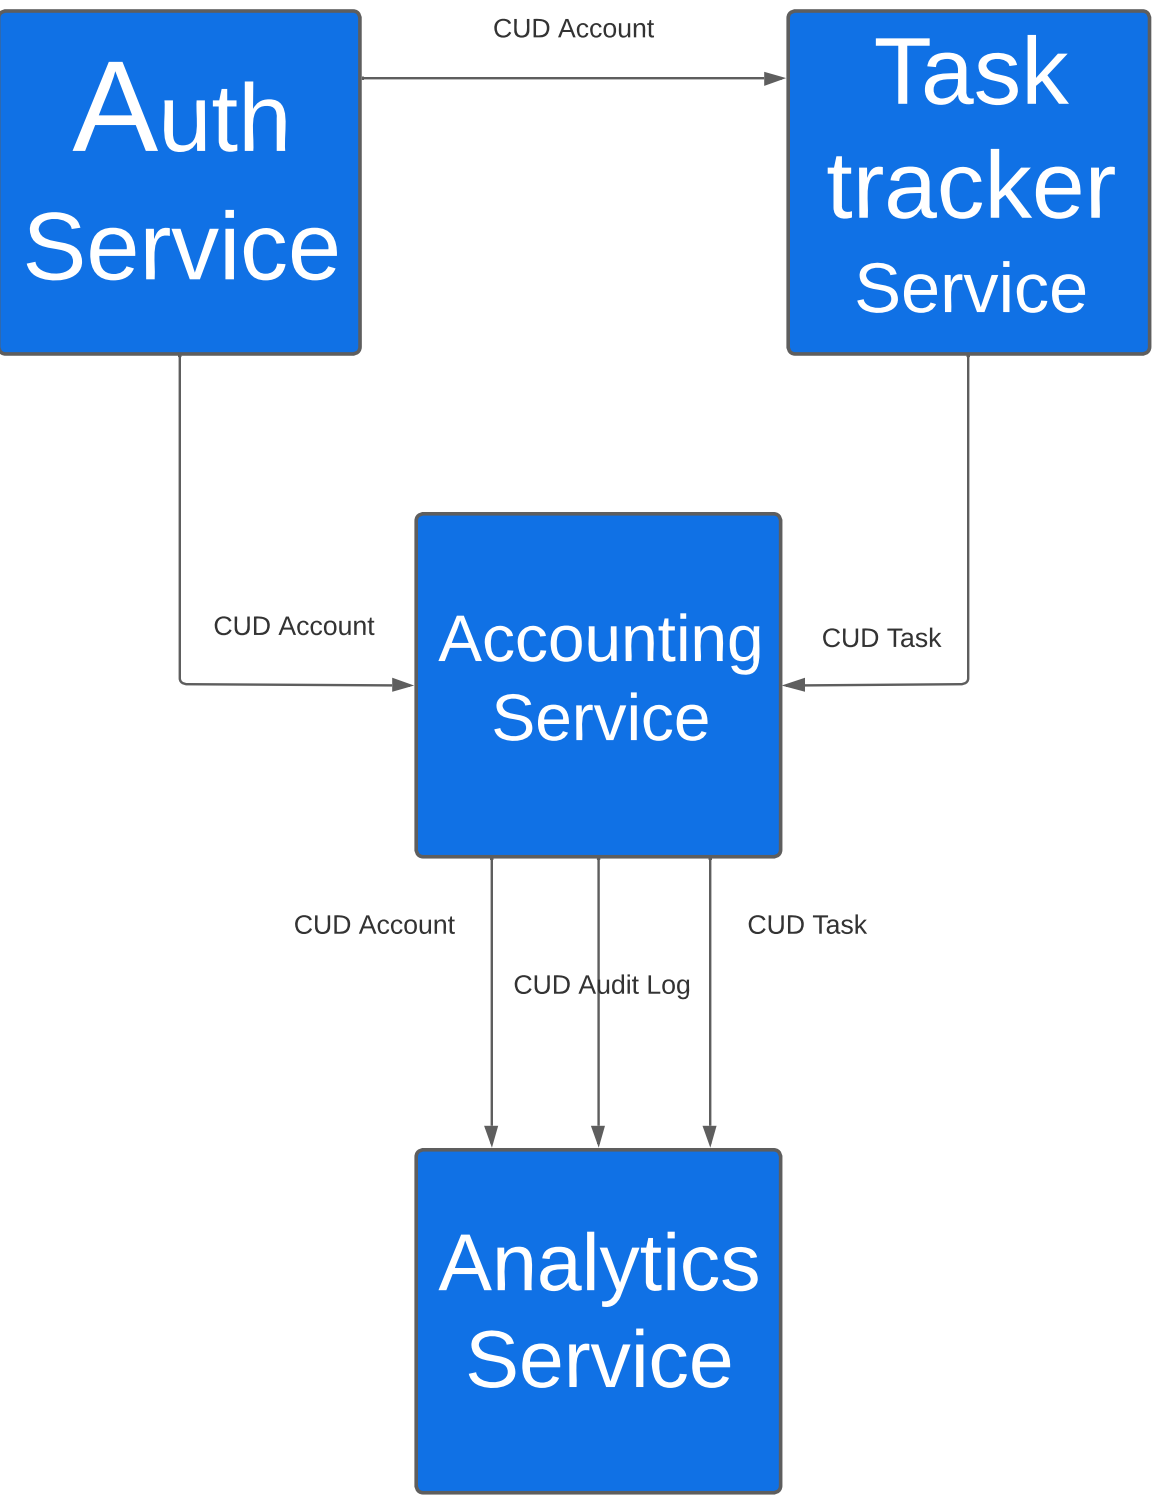 Auth
Service
CUD Account
Task
tracker
Service
CUD Account
Accounting
Service
CUD Task
CUD Account
CUD Audit Log
CUD Task
Analytics
Service